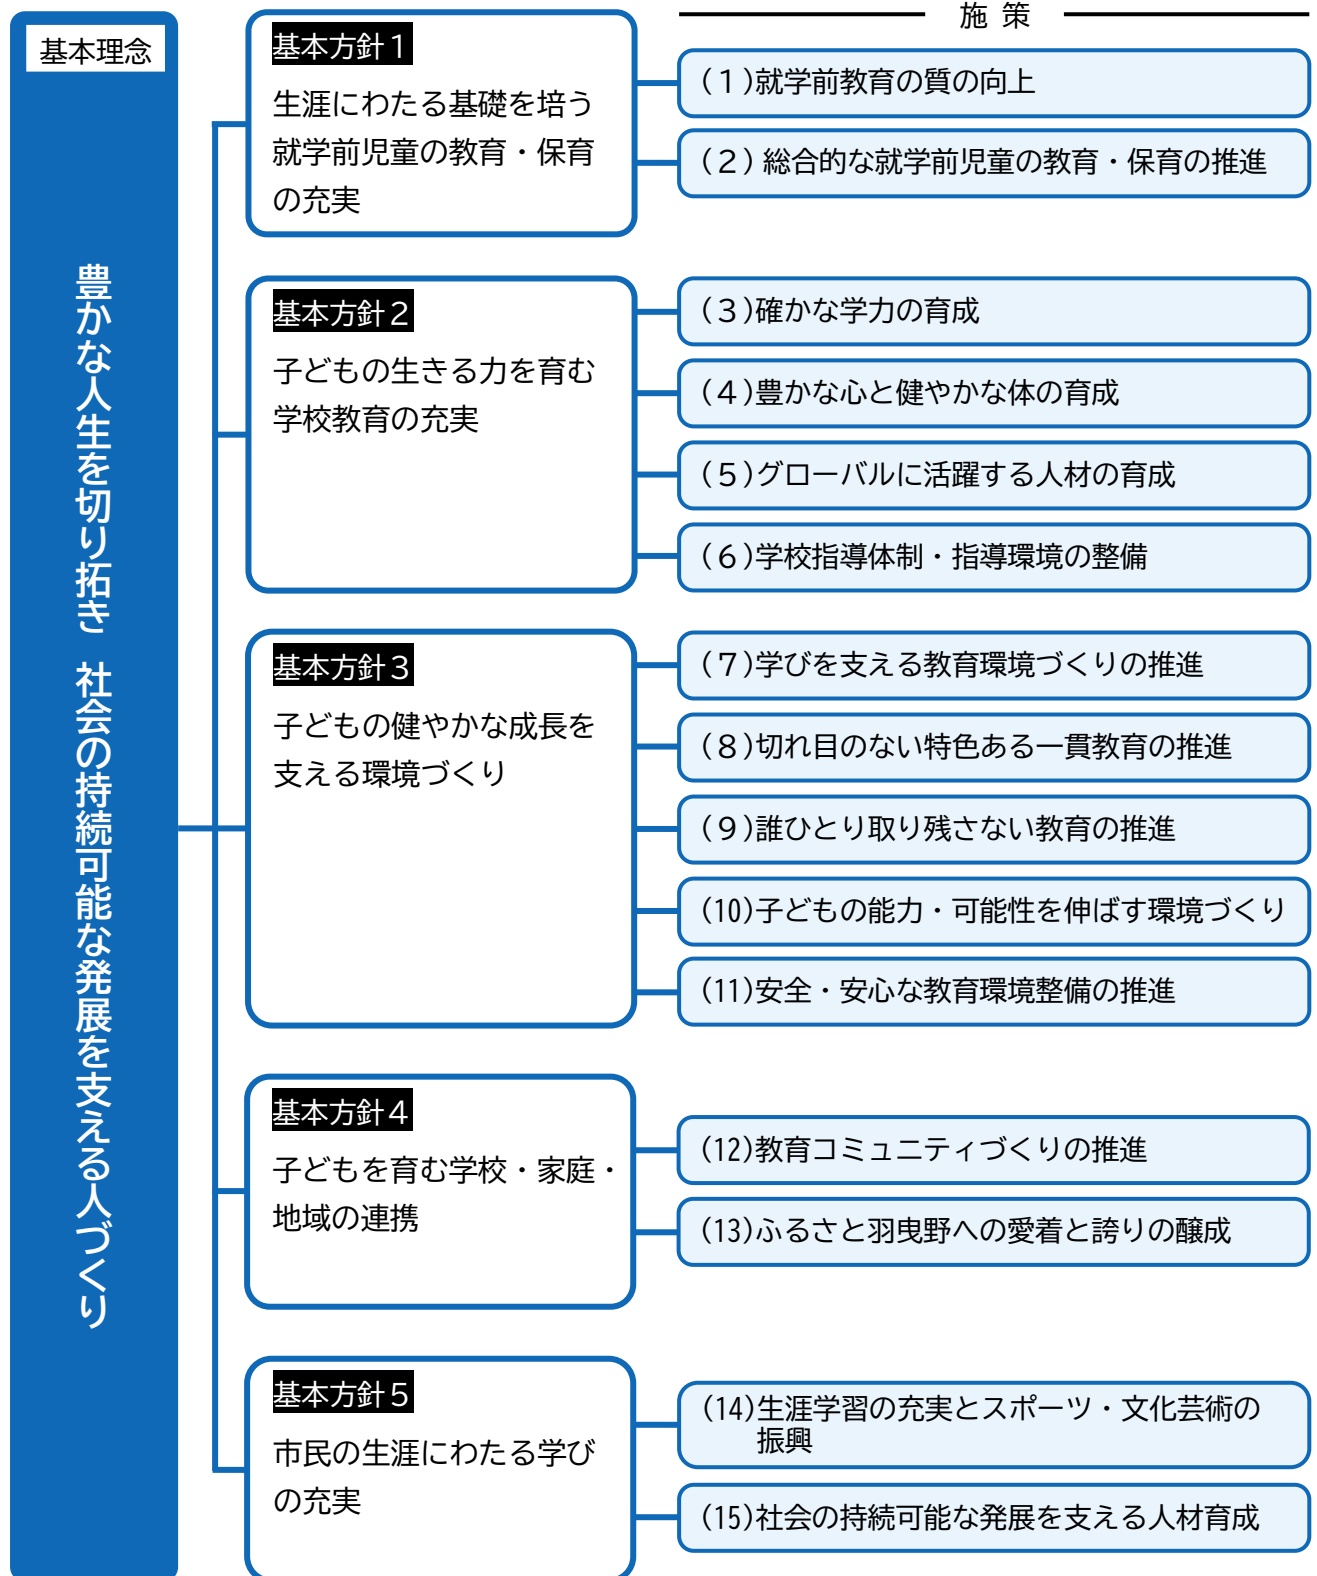 基本理念
豊かな人生を切り拓き 社会の持続可能な発展を支える人づくり
施 策
基本方針1
生涯にわたる基礎を培う
就学前児童の教育・保育
の充実
(1)就学前教育の質の向上
(2) 総合的な就学前児童の教育・保育の推進
基本方針2
子どもの生きる力を育む
学校教育の充実
(3)確かな学力の育成
(4)豊かな心と健やかな体の育成
(5)グローバルに活躍する人材の育成
(6)学校指導体制・指導環境の整備
基本方針3
子どもの健やかな成長を
支える環境づくり
(7)学びを支える教育環境づくりの推進
(8)切れ目のない特色ある一貫教育の推進
(9)誰ひとり取り残さない教育の推進
(10)子どもの能力・可能性を伸ばす環境づくり
(11)安全・安心な教育環境整備の推進
基本方針4
子どもを育む学校・家庭・
地域の連携
(12)教育コミュニティづくりの推進
(13)ふるさと羽曳野への愛着と誇りの醸成
基本方針5
市民の生涯にわたる学び
の充実
(14)生涯学習の充実とスポーツ・文化芸術の
振興
(15)社会の持続可能な発展を支える人材育成